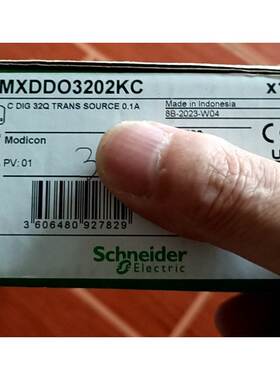 MXDDO3202KC
C DIG 32Q TRANS SOURCE 0.1A
Made in Indonesia
8B-2023-W04
Modicon
PV: 01
3 606480 927829
Schneider
Electric